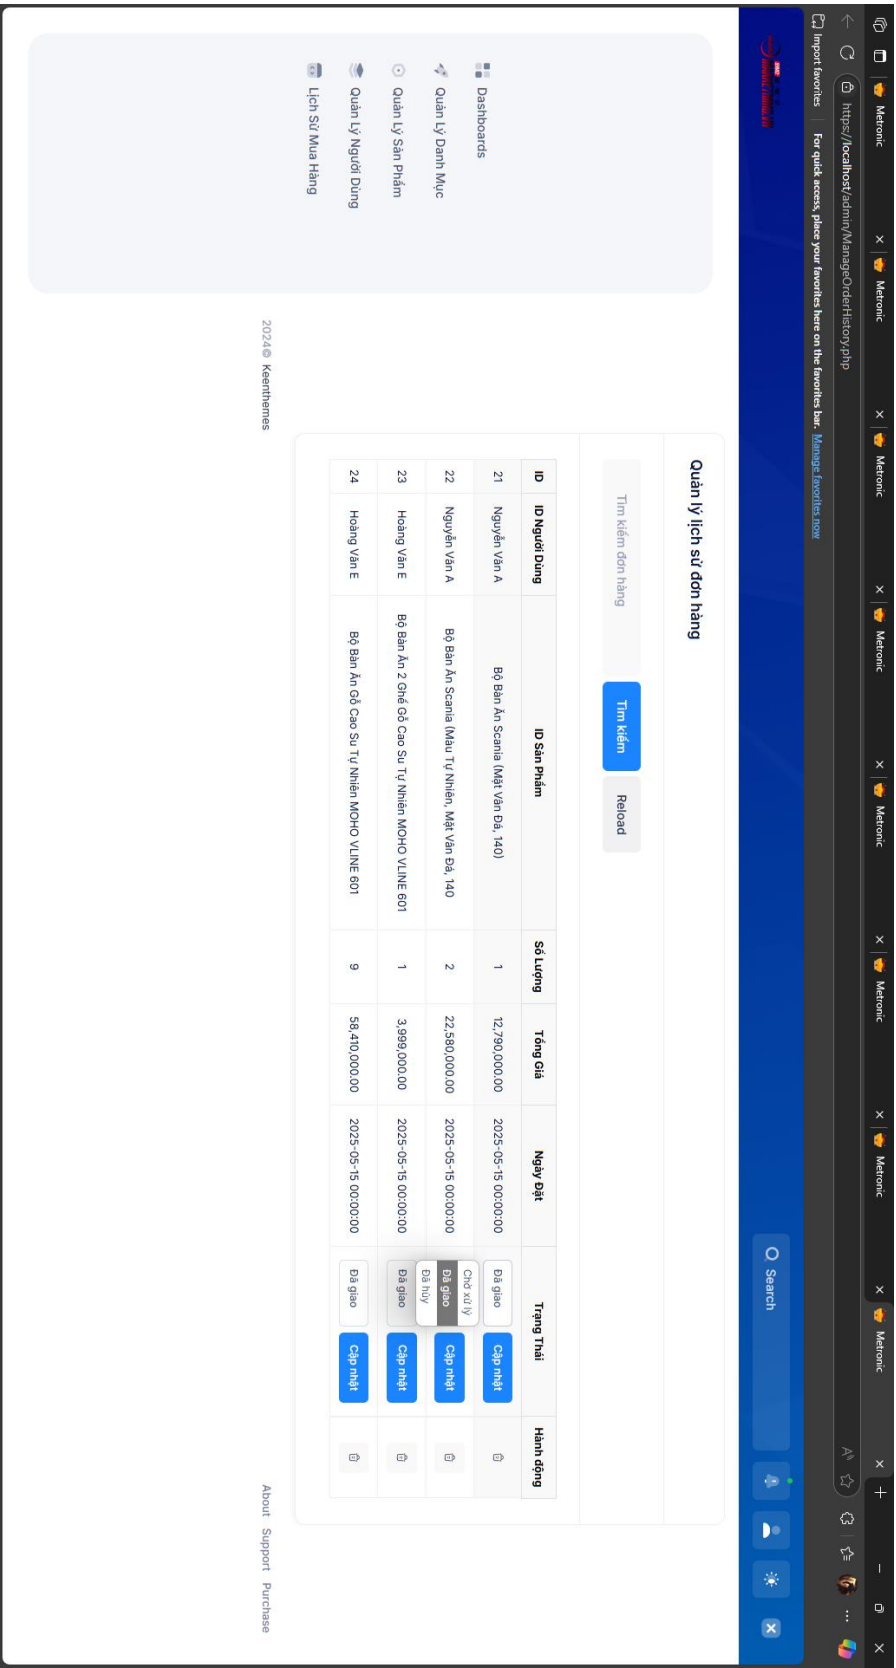 Metronic
Metronic
Metronic
Metronic
Metronic
Metronic
Metronic
Metronic
https://localhost/admin/ManageOrderHistory.php
Import favorites
For quick access, place your favorites here on the favorites bar. Manage favorites now
Search
Dashboards
Quản Lý Danh Mục
Quản Lý Sản Phẩm
Quản Lý Người Dùng
Lịch Sử Mua Hàng
Quản lý lịch sử đơn hàng
Tìm kiếm đơn hàng
Tìm kiếm
Reload
ID ID Người Dùng ID Sản Phẩm Số Lượng Tổng Giá Ngày Đặt Trạng Thái Hành động
21 Nguyễn Văn A Bộ Bàn Ăn Scania (Mặt Vân Đá, 140) 1 12,790,000.00 2025-05-15 00:00:00 Đã giao Cập nhật
22 Nguyễn Văn A Bộ Bàn Ăn Scania (Màu Tự Nhiên, Mặt Vân Đá, 140 2 22,580,000.00 2025-05-15 00:00:00 Cập nhật
Chờ xử lý
Đã giao
Đã hủy
23 Hoàng Văn E Bộ Bàn Ăn 2 Ghế Gỗ Cao Su Tự Nhiên MOHO VLINE 601 1 3,999,000.00 2025-05-15 00:00:00 Đã giao Cập nhật
24 Hoàng Văn E Bộ Bàn Ăn Gỗ Cao Su Tự Nhiên MOHO VLINE 601 9 58,410,000.00 2025-05-15 00:00:00 Đã giao Cập nhật
2024© Keenthemes
About Support Purchase